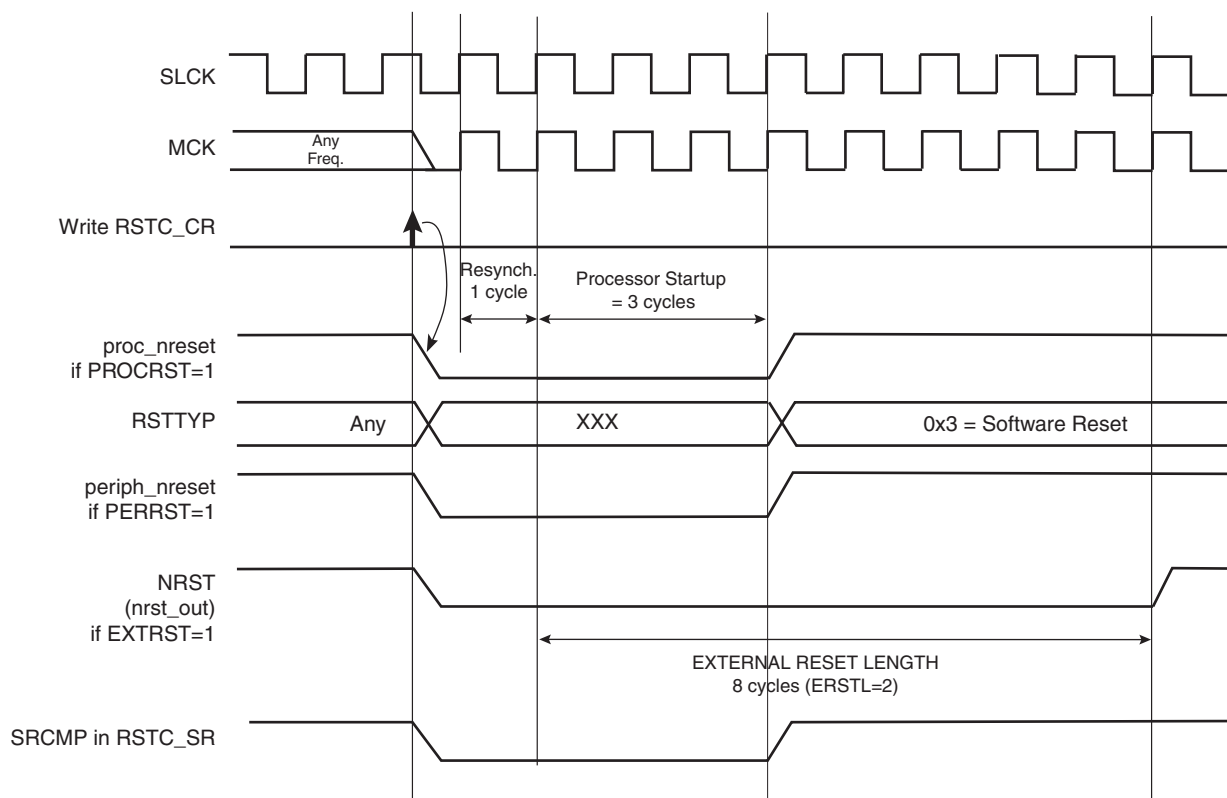 SLCK
MCK
Any
Freq.
Write RSTC_CR
Resynch.
1 cycle
Processor Startup
= 3 cycles
proc_nreset
if PROCRST=1
RSTTYP
Any
XXX
0x3 = Software Reset
periph_nreset
if PERRST=1
NRST
(nrst_out)
if EXTRST=1
EXTERNAL RESET LENGTH
8 cycles (ERSTL=2)
SRCMP in RSTC_SR